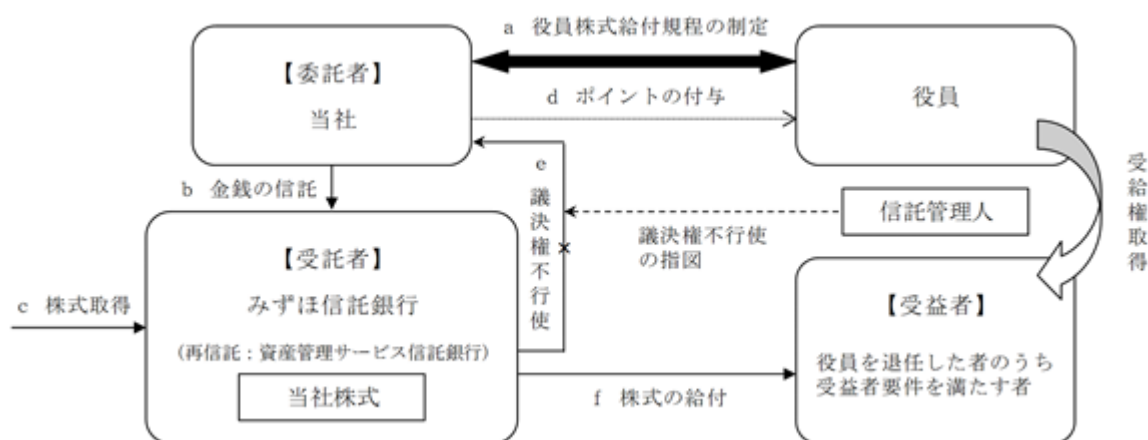 a 役員株式給付規程の制定
【委託者】
当社
役員
d ポイントの付与
b 金銭の信託
e 議決権不行使
受給権取得
信託管理人
議決権不行使
の指図
【受託者】
みずほ信託銀行
(再信託：資産管理サービス信託銀行)
当社株式
c 株式取得
【受益者】
役員を退任した者のうち
受益者要件を満たす者
f 株式の給付